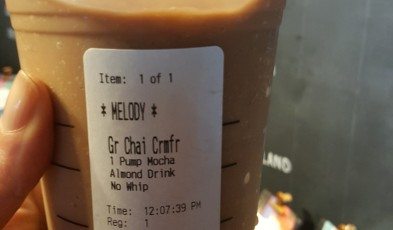 Item: 1 of 1
* MELODY *
Gr Chai Crmfr
1 Pump Mocha
Almond Drink
No Whip
Time: 12:07:39 PM
Reg: 1
LAND